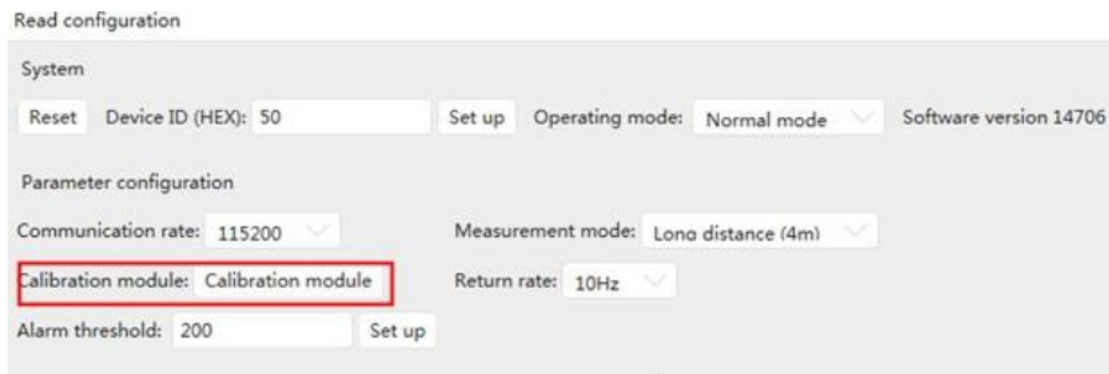 Read configuration
System
Reset Device ID (HEX): 50 Set up Operating mode: Normal mode Software version 14706
Parameter configuration
Communication rate: 115200 Measurement mode: Long distance (4m)
Calibration module: Calibration module Return rate: 10Hz
Alarm threshold: 200 Set up